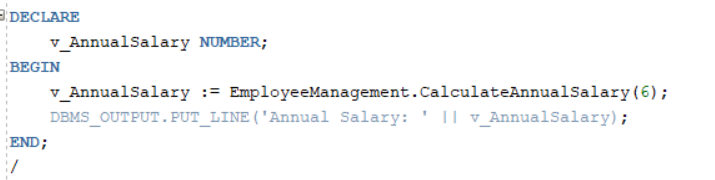 DECLARE
    v_AnnualSalary NUMBER;
BEGIN
    v_AnnualSalary := EmployeeManagement.CalculateAnnualSalary(6);
    DBMS_OUTPUT.PUT_LINE('Annual Salary: ' || v_AnnualSalary);
END;
/